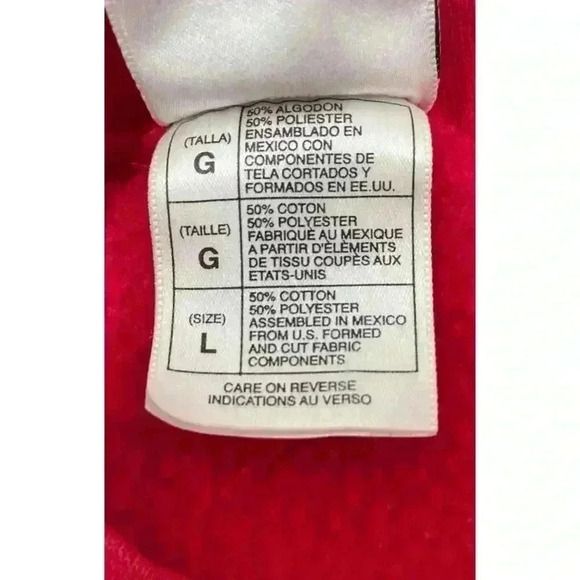 (TALLA)
G
50% ALGODON
50% POLIESTER
ENSAMBLADO EN
MEXICO CON
COMPONENTES DE
TELA CORTADOS Y
FORMADOS EN EE.UU.
(TAILLE)
G
50% COTON
50% POLYESTER
FABRIQUÉ AU MEXIQUE
A PARTIR D'ÉLÈMENTS
DE TISSU COUPÈS AUX
ETATS-UNIS
(SIZE)
L
50% COTTON
50% POLYESTER
ASSEMBLED IN MEXICO
FROM U.S. FORMED
AND CUT FABRIC
COMPONENTS
CARE ON REVERSE
INDICATIONS AU VERSO